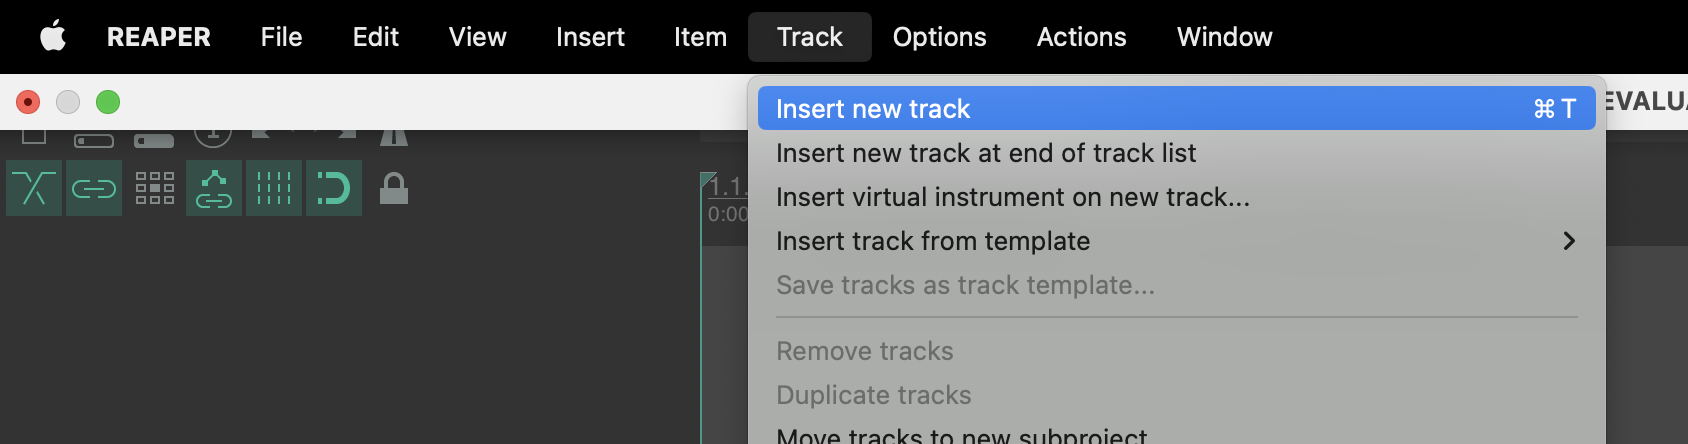 REAPER File Edit View Insert Item Track Options Actions Window
Insert new track ⌘ T
Insert new track at end of track list
Insert virtual instrument on new track...
Insert track from template
Save tracks as track template...
Remove tracks
Duplicate tracks
Move tracks to new subproject
1.1.
0:00